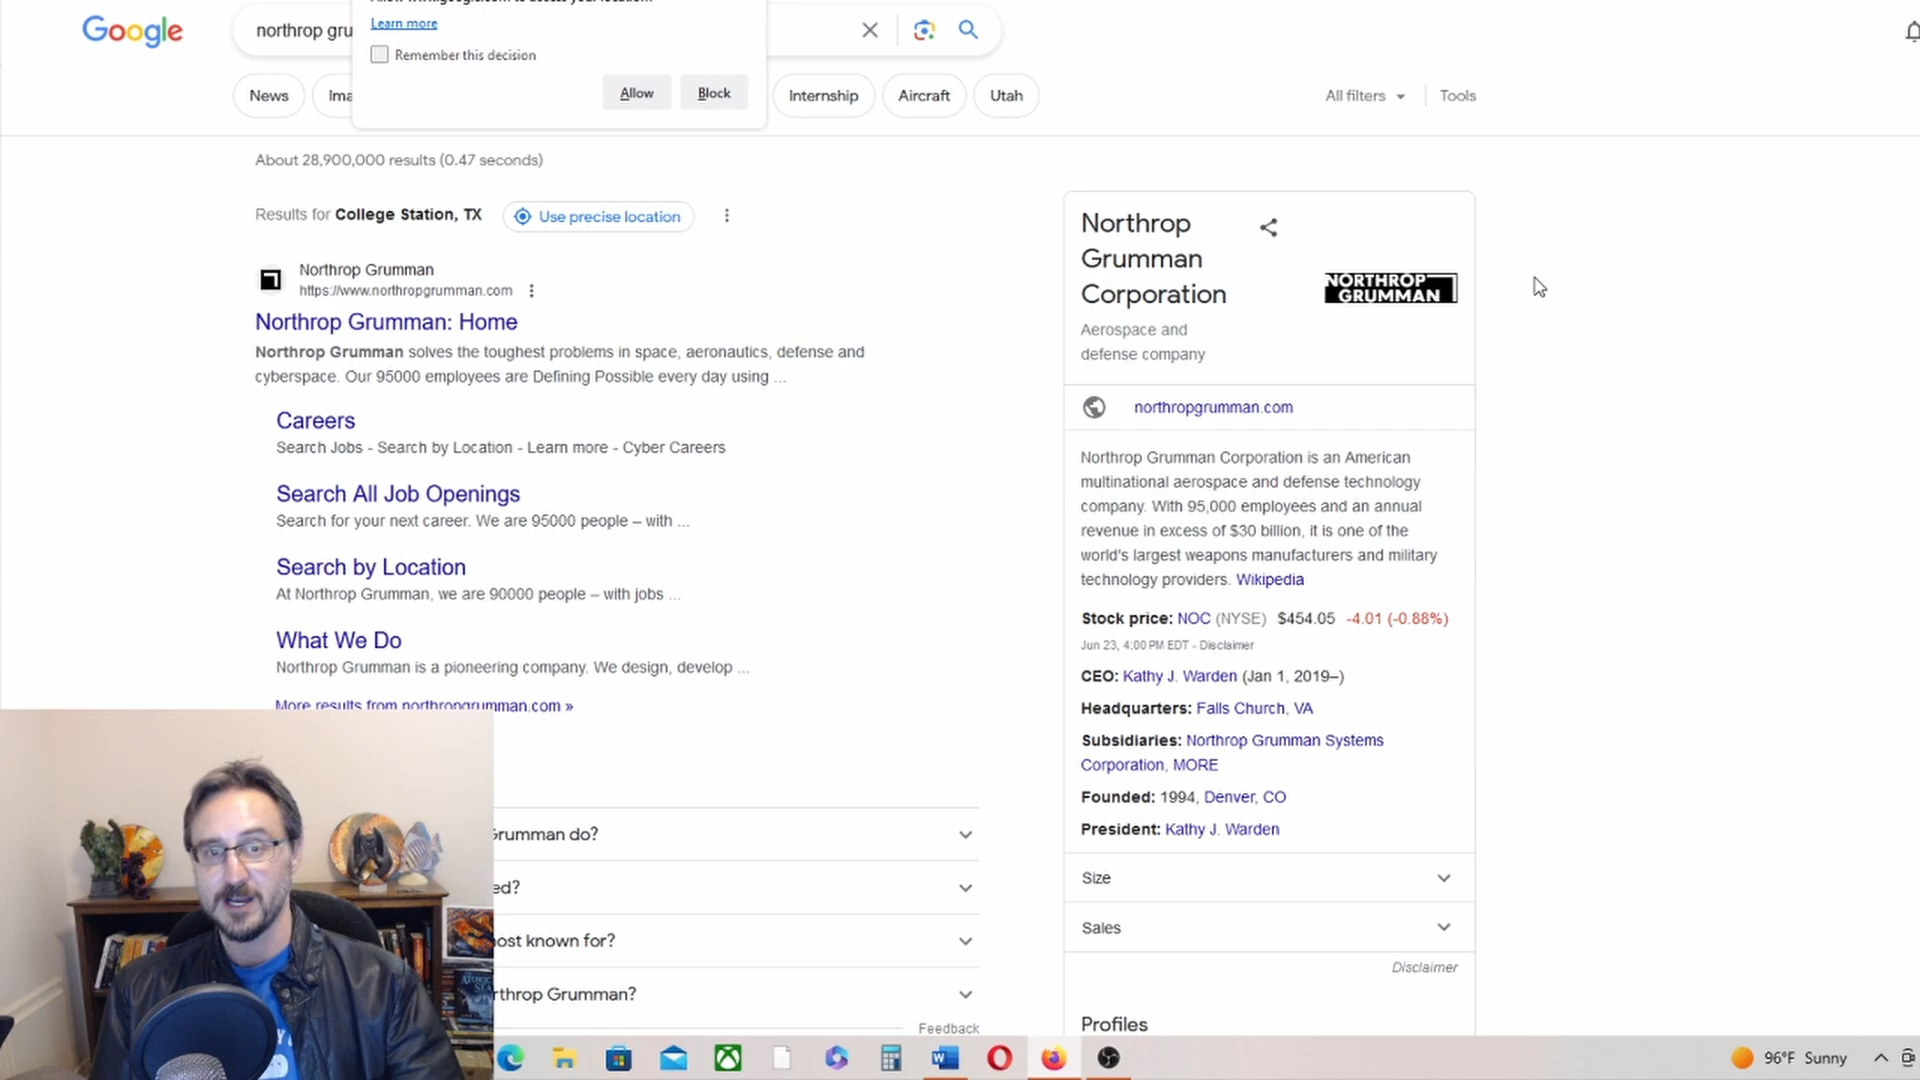 Google
northrop gru
Learn more
Remember this decision
Allow
Block
News
Ima
Internship
Aircraft
Utah
All filters
Tools
About 28,900,000 results (0.47 seconds)
Results for College Station, TX
Use precise location
Northrop Grumman
https://www.northropgrumman.com
Northrop Grumman: Home
Northrop Grumman solves the toughest problems in space, aeronautics, defense and
cyberspace. Our 95000 employees are Defining Possible every day using ...
Careers
Search Jobs - Search by Location - Learn more - Cyber Careers
Search All Job Openings
Search for your next career. We are 95000 people – with ...
Search by Location
At Northrop Grumman, we are 90000 people – with jobs ...
What We Do
Northrop Grumman is a pioneering company. We design, develop ...
More results from northropgrumman.com »
Grumman do?
ed?
most known for?
rthrop Grumman?
Feedback
Northrop
Grumman
Corporation
NORTHROP
GRUMMAN
Aerospace and
defense company
northropgrumman.com
Northrop Grumman Corporation is an American
multinational aerospace and defense technology
company. With 95,000 employees and an annual
revenue in excess of $30 billion, it is one of the
world's largest weapons manufacturers and military
technology providers. Wikipedia
Stock price: NOC (NYSE) $454.05 -4.01 (-0.88%)
Jun 23, 4:00 PM EDT - Disclaimer
CEO: Kathy J. Warden (Jan 1, 2019–)
Headquarters: Falls Church, VA
Subsidiaries: Northrop Grumman Systems
Corporation, MORE
Founded: 1994, Denver, CO
President: Kathy J. Warden
Size
Sales
Disclaimer
Profiles
96°F Sunny